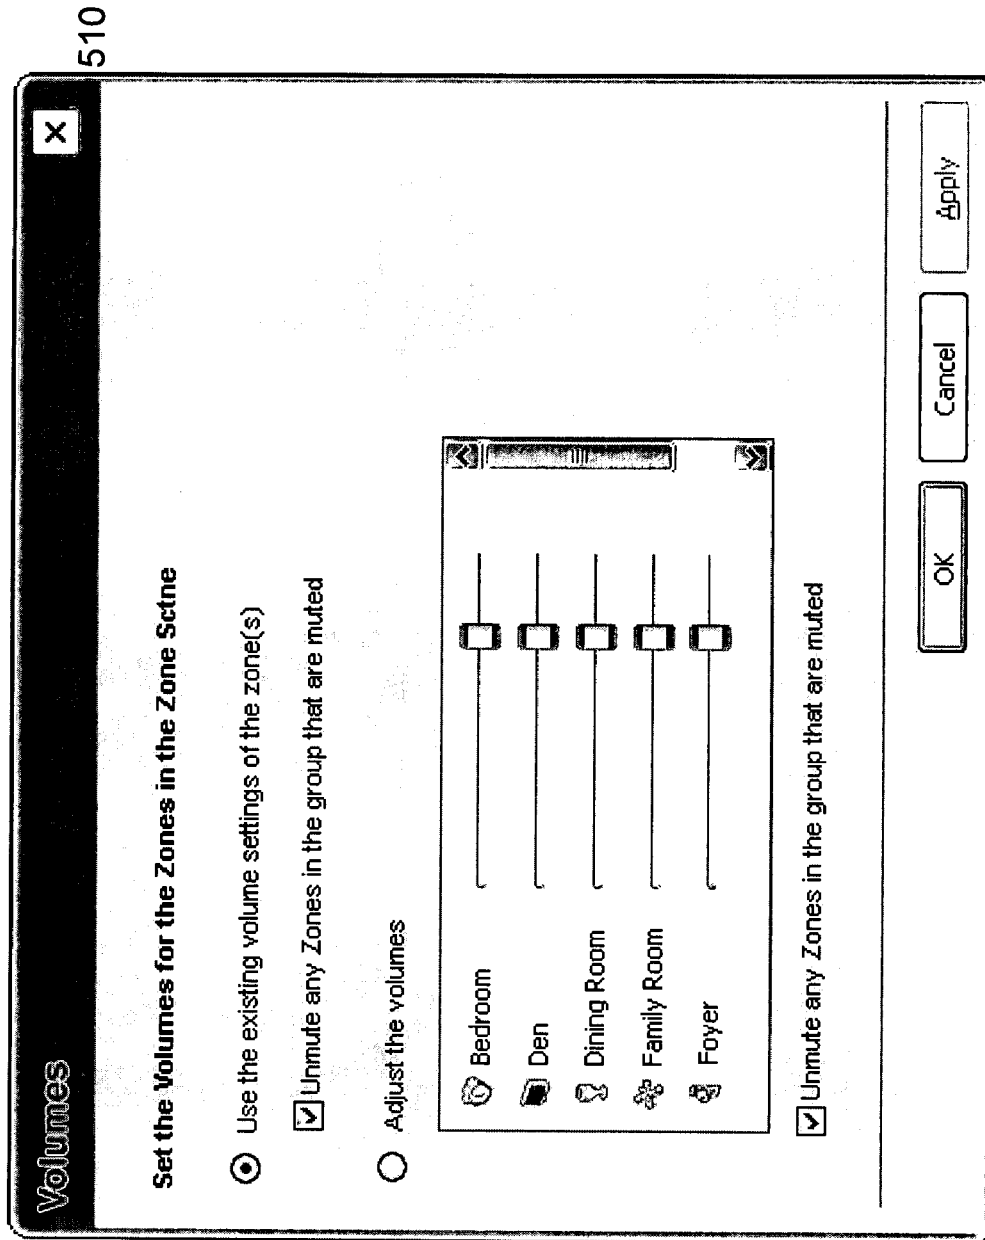 510
Volumes
Set the Volumes for the Zones in the Zone Sctne
Use the existing volume settings of the zone(s)
Unmute any Zones in the group that are muted
Adjust the volumes
Bedroom
Den
Dining Room
Family Room
Foyer
Unmute any Zones in the group that are muted
OK
Cancel
Apply